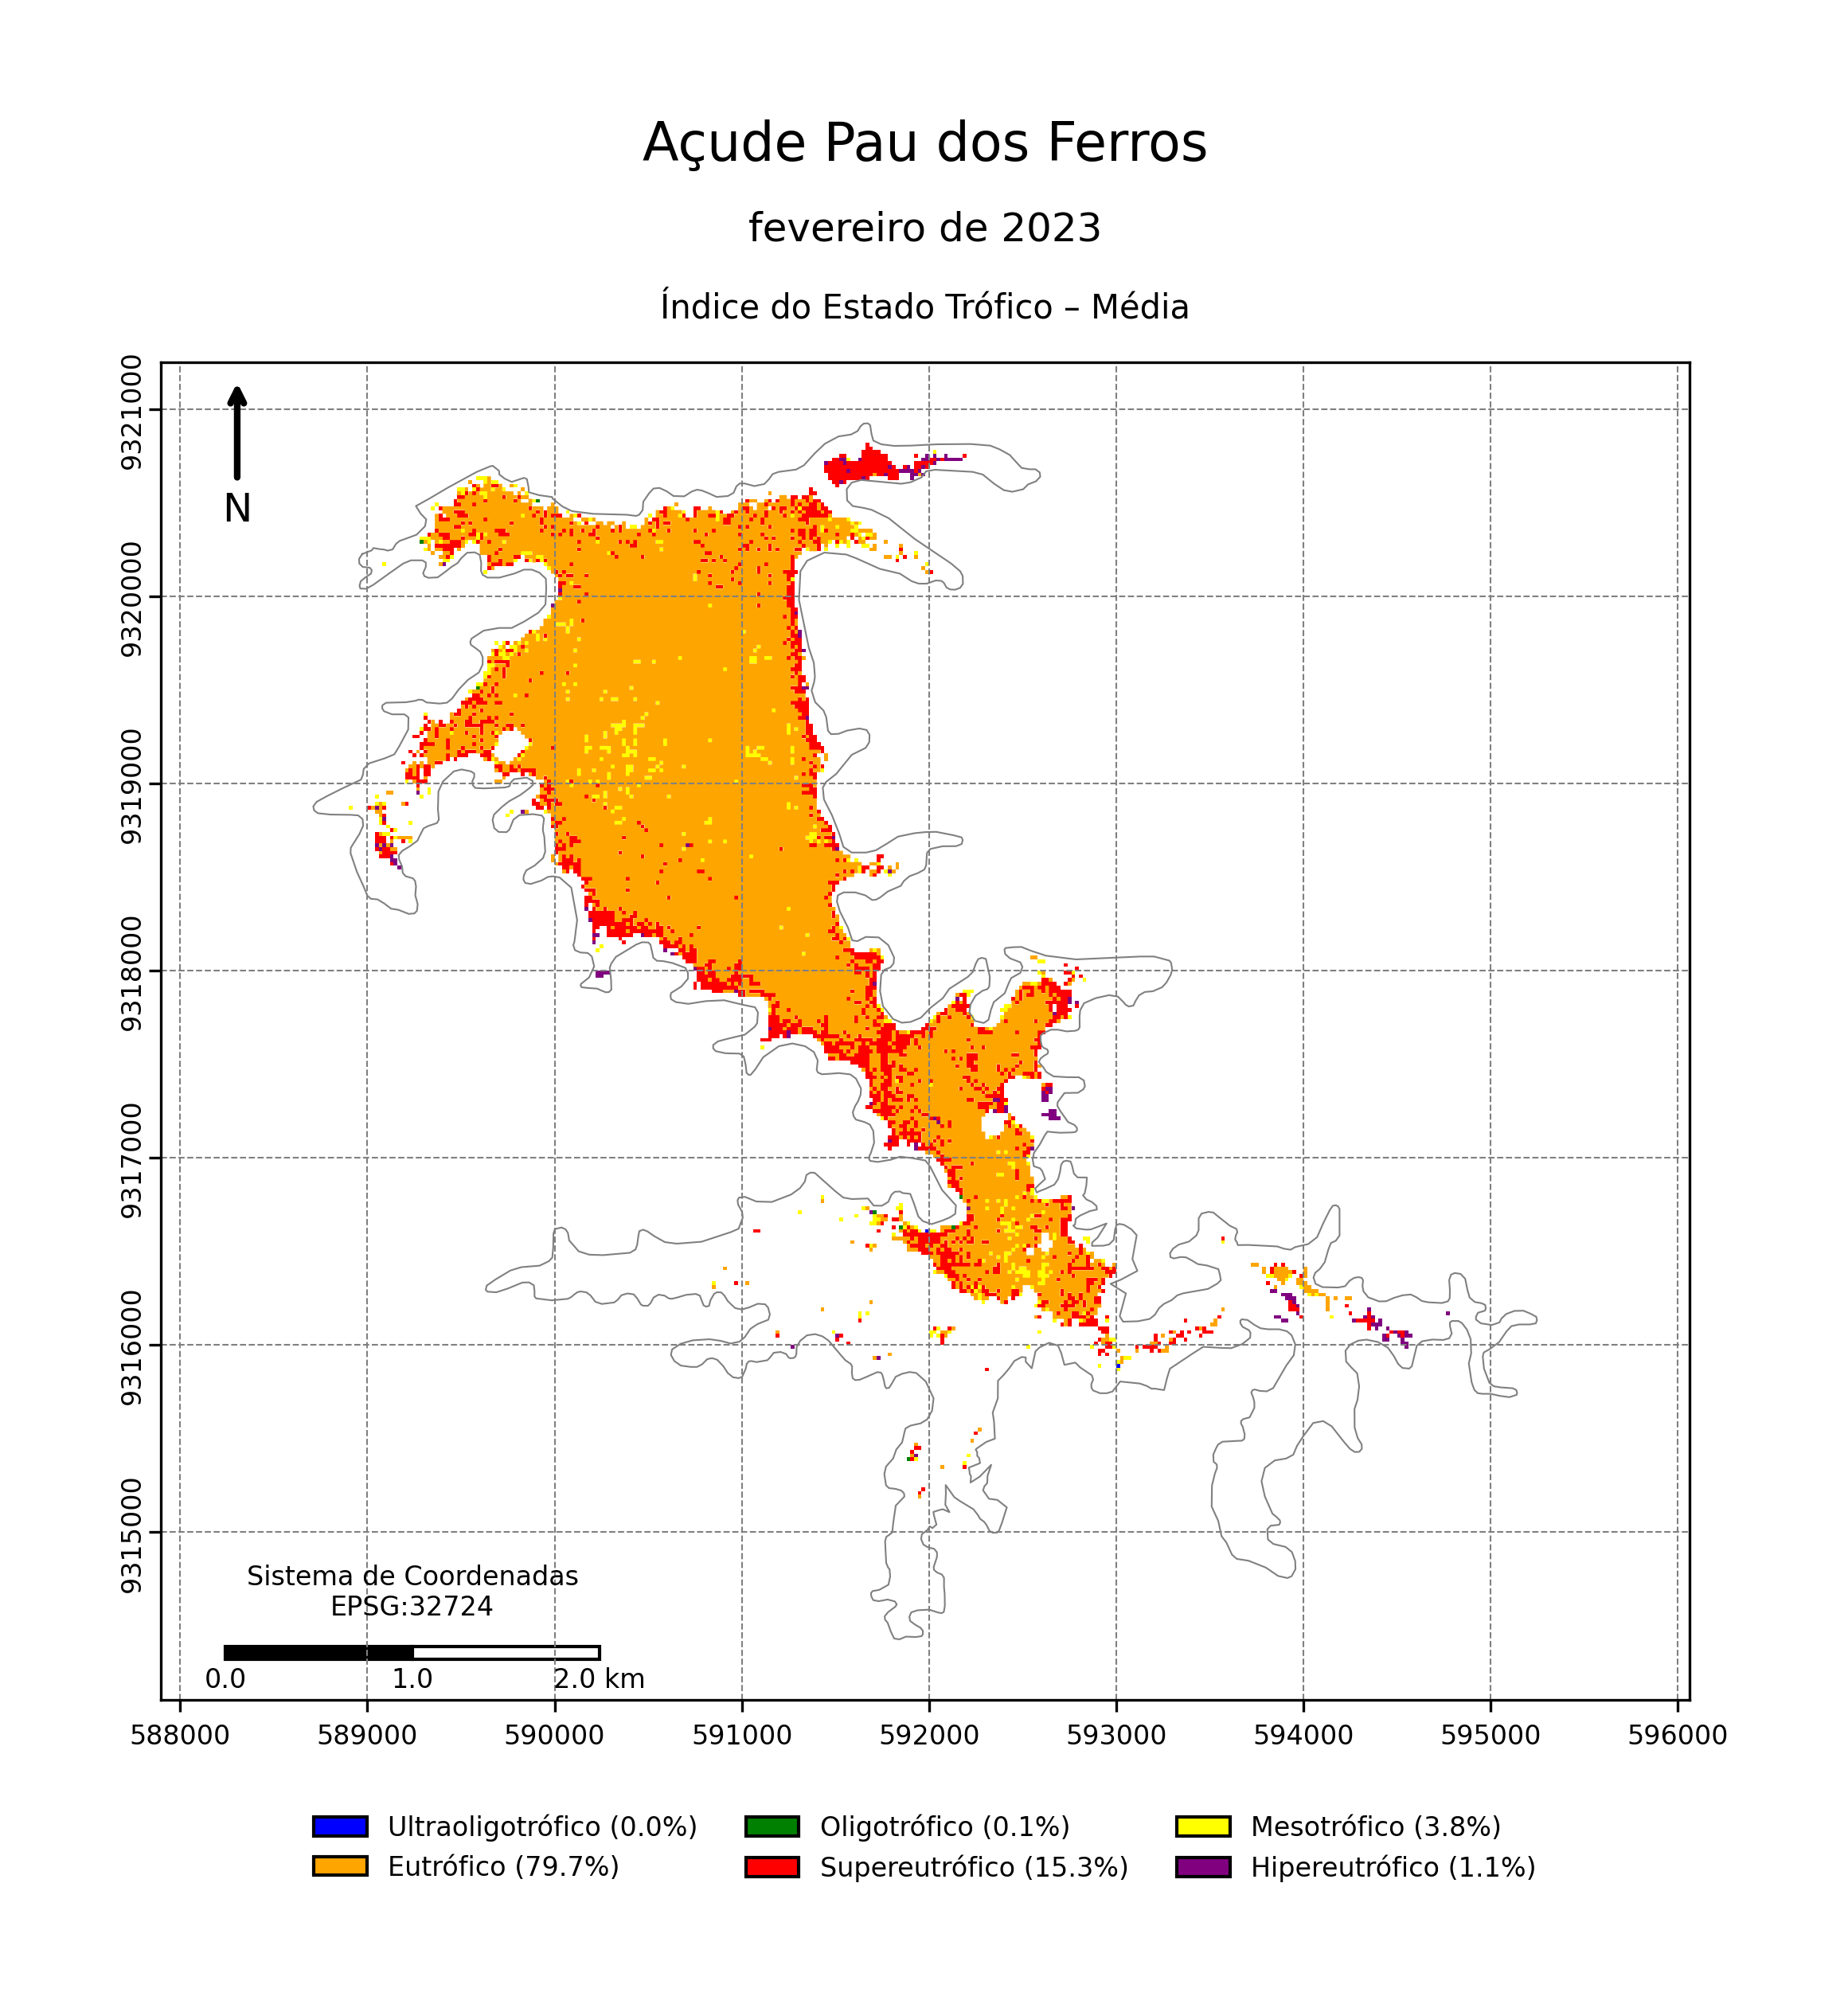 Açude Pau dos Ferros
fevereiro de 2023
Índice do Estado Trófico – Média
9321000
9320000
9319000
9318000
9317000
9316000
9315000
N
Sistema de Coordenadas
EPSG:32724
0.0 1.0 2.0 km
588000 589000 590000 591000 592000 593000 594000 595000 596000
Ultraoligotrófico (0.0%) Oligotrófico (0.1%) Mesotrófico (3.8%)
Eutrófico (79.7%) Supereutrófico (15.3%) Hipereutrófico (1.1%)